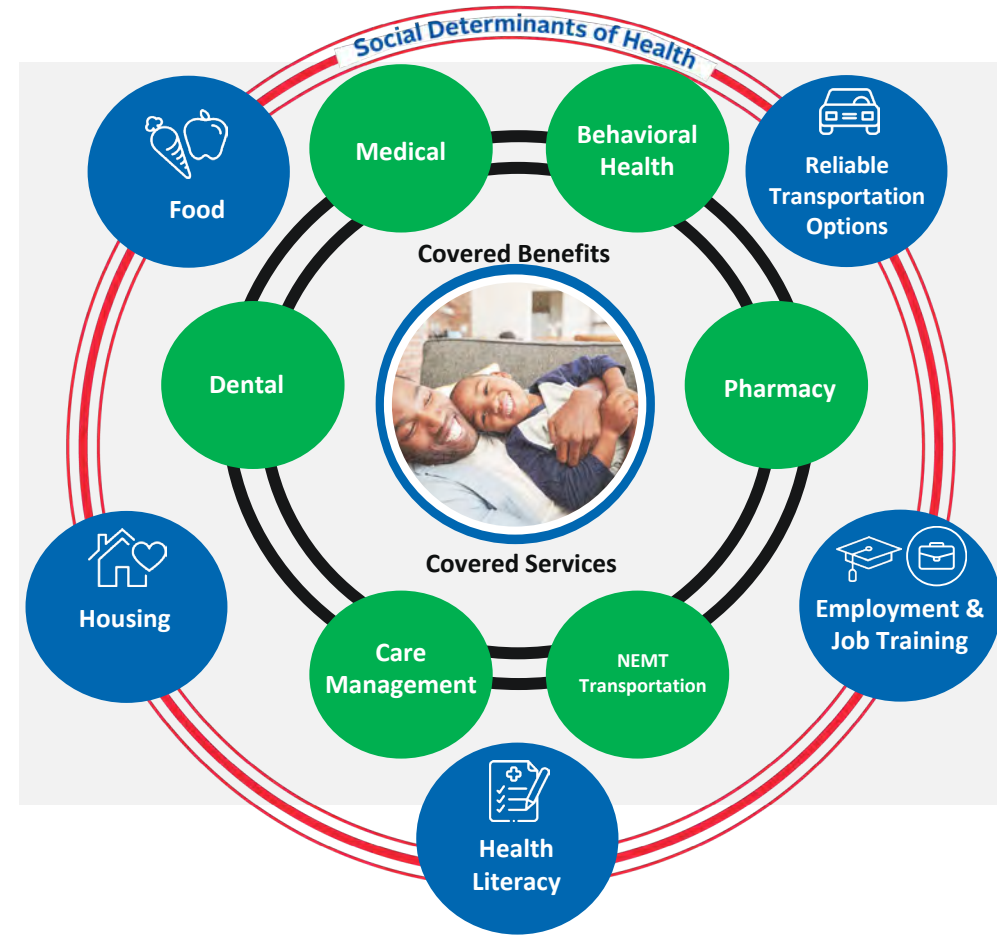 Social Determinants of Health
Food
Medical
Behavioral
Health
Reliable
Transportation
Options
Covered Benefits
Dental
Pharmacy
Covered Services
Housing
Care
Management
NEMT
Transportation
Employment &
Job Training
Health
Literacy